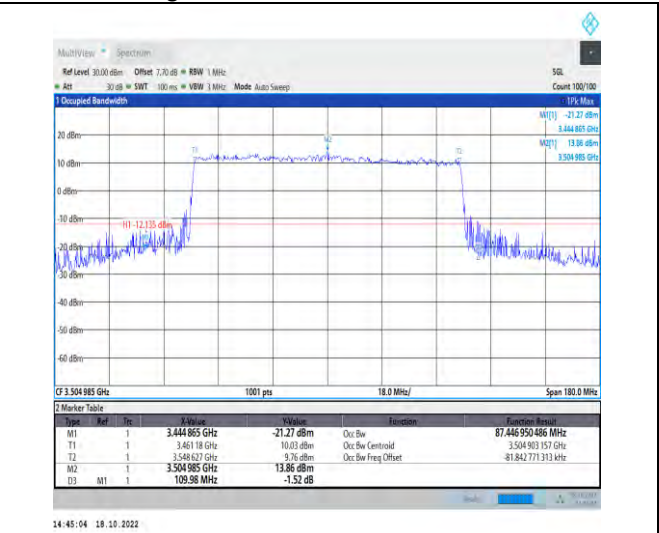 MultiView Spectrum
Ref Level 30.00 dBm Offset 7.70 dB RBW 1 MHz SGL
Att 30 dB SWT 100 ms VBW 3 MHz Mode Auto Sweep Count 100/100
1 Occupied Bandwidth 1Pk Max
M1[1] -21.27 dBm
3.444 865 GHz
20 dBm
M2[1] 13.86 dBm
3.504 985 GHz
T1 M2 T2
10 dBm
0 dBm
-10 dBm
H1 -12.135 dBm
-20 dBm
-30 dBm
-40 dBm
-50 dBm
-60 dBm
CF 3.504 985 GHz 1001 pts 18.0 MHz/ Span 180.0 MHz
2 Marker Table
Type Ref Trc X-Value Y-Value Function Function Result
M1 1 3.444 865 GHz -21.27 dBm Occ Bw 87.446 950 486 MHz
T1 1 3.461 18 GHz 10.03 dBm Occ Bw Centroid 3.504 903 157 GHz
T2 1 3.548 627 GHz 9.76 dBm Occ Bw Freq Offset -81.842 771 313 kHz
M2 1 3.504 985 GHz 13.86 dBm
D3 M1 1 109.98 MHz -1.52 dB
14:45:04 18.10.2022